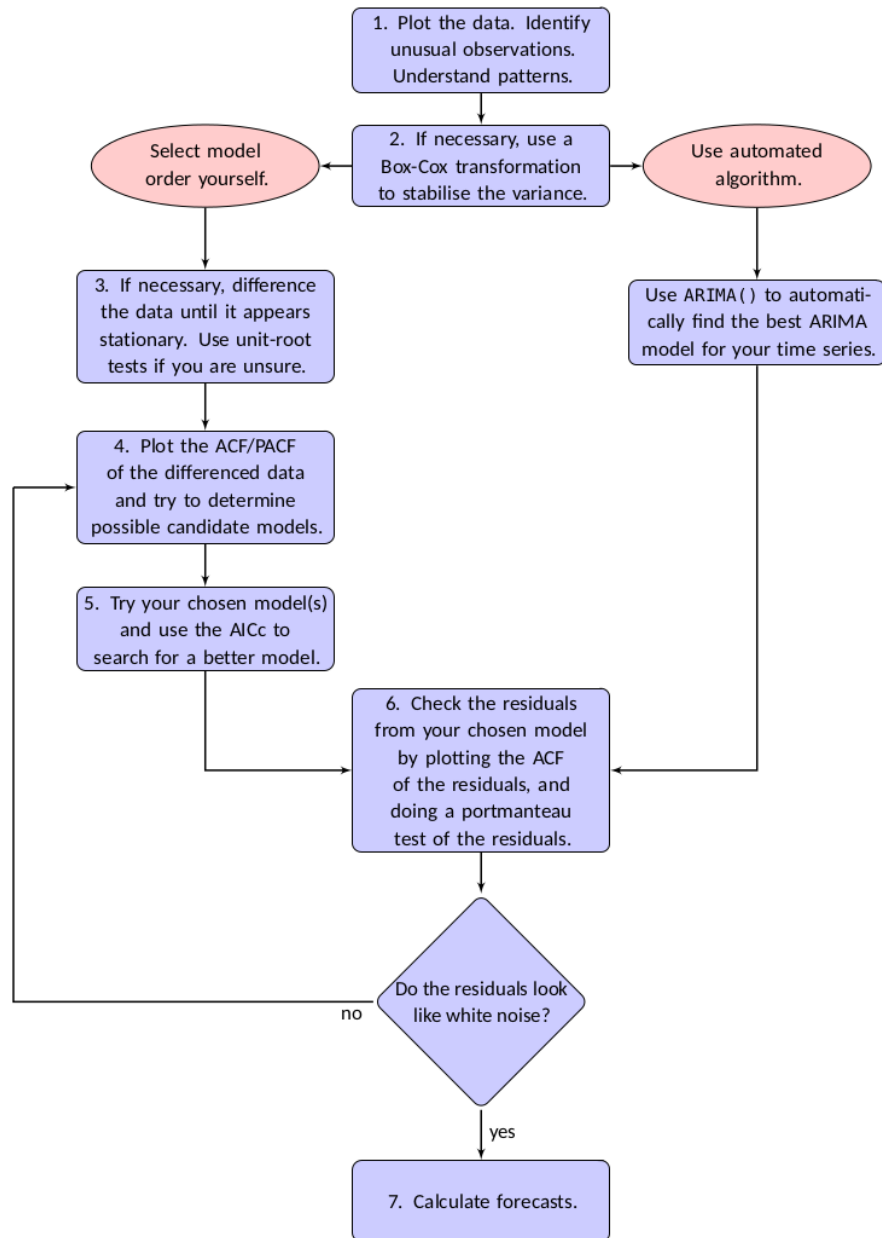 1. Plot the data. Identify
unusual observations.
Understand patterns.
Select model
order yourself.
2. If necessary, use a
Box-Cox transformation
to stabilise the variance.
Use automated
algorithm.
3. If necessary, difference
the data until it appears
stationary. Use unit-root
tests if you are unsure.
Use ARIMA() to automati-
cally find the best ARIMA
model for your time series.
4. Plot the ACF/PACF
of the differenced data
and try to determine
possible candidate models.
5. Try your chosen model(s)
and use the AICc to
search for a better model.
6. Check the residuals
from your chosen model
by plotting the ACF
of the residuals, and
doing a portmanteau
test of the residuals.
Do the residuals look
like white noise?
no
yes
7. Calculate forecasts.